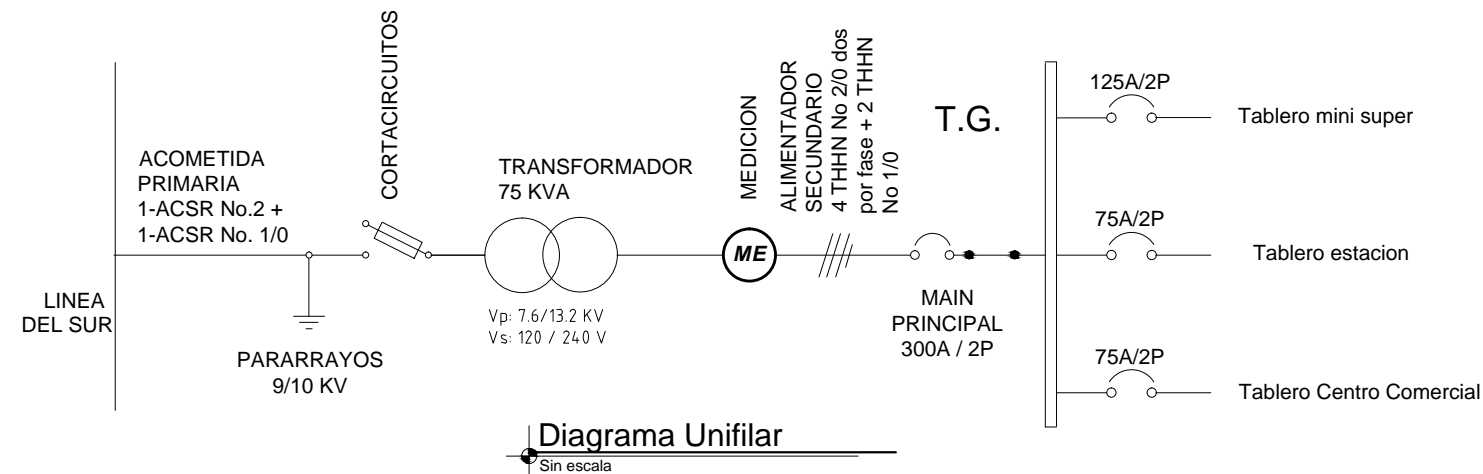 LINEA
DEL SUR
ACOMETIDA
PRIMARIA
1-ACSR No.2 +
1-ACSR No. 1/0
PARARRAYOS
9/10 KV
CORTACIRCUITOS
TRANSFORMADOR
75 KVA
Vp: 7.6/13.2 KV
Vs: 120 / 240 V
MEDICION
ME
ALIMENTADOR
SECUNDARIO
4 THHN No 2/0 dos
por fase + 2 THHN
No 1/0
MAIN
PRINCIPAL
300A / 2P
T.G.
125A/2P
Tablero mini super
75A/2P
Tablero estacion
75A/2P
Tablero Centro Comercial
Diagrama Unifilar
Sin escala